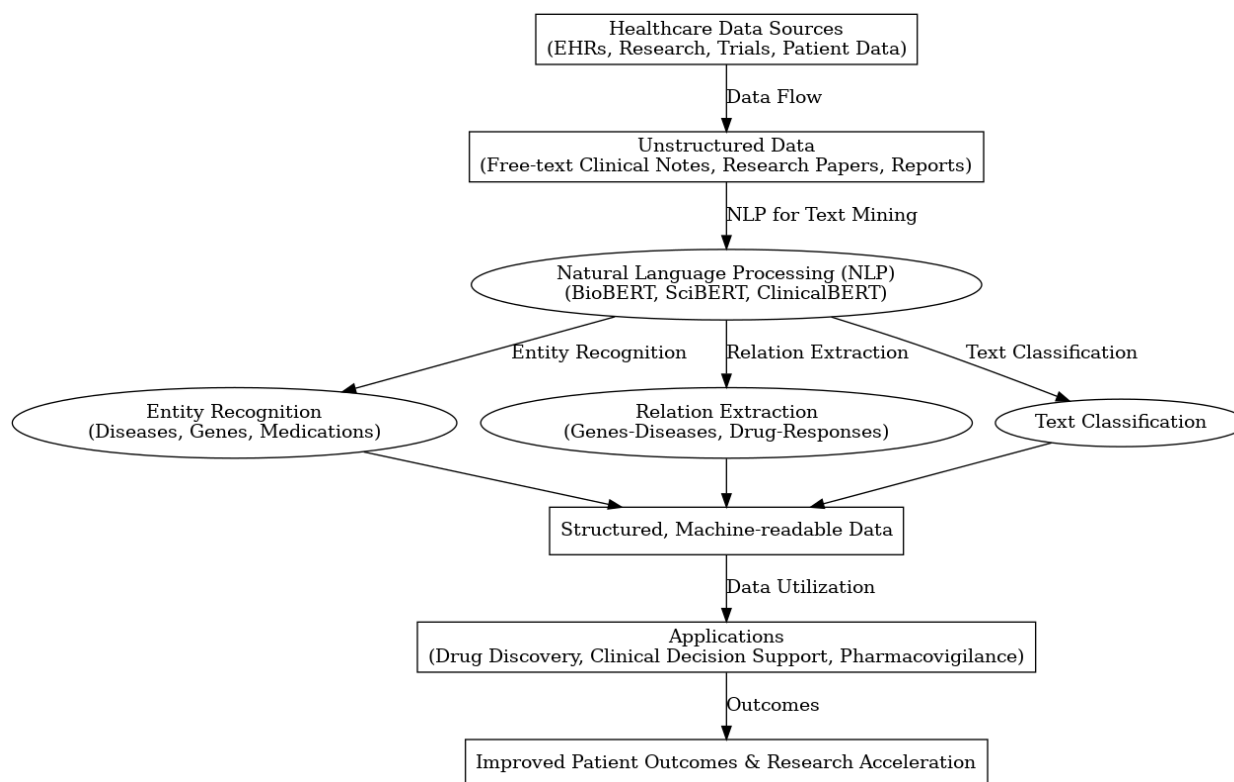 Healthcare Data Sources
(EHRs, Research, Trials, Patient Data)
Data Flow
Unstructured Data
(Free-text Clinical Notes, Research Papers, Reports)
NLP for Text Mining
Natural Language Processing (NLP)
(BioBERT, SciBERT, ClinicalBERT)
Entity Recognition
Relation Extraction
Text Classification
Entity Recognition
(Diseases, Genes, Medications)
Relation Extraction
(Genes-Diseases, Drug-Responses)
Text Classification
Structured, Machine-readable Data
Data Utilization
Applications
(Drug Discovery, Clinical Decision Support, Pharmacovigilance)
Outcomes
Improved Patient Outcomes & Research Acceleration